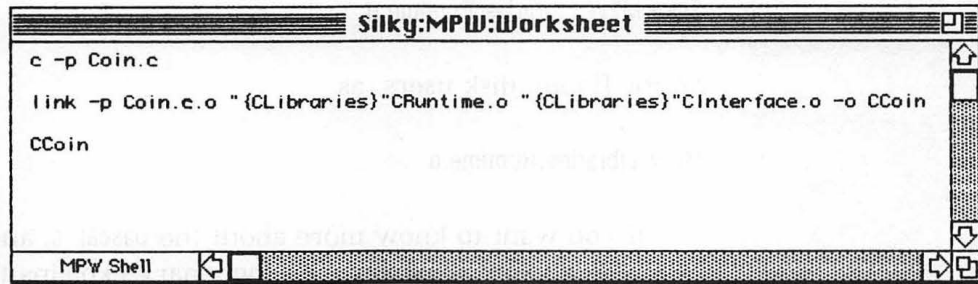 Silky:MPW:Worksheet
c -p Coin.c
link -p Coin.c.o "{CLibraries}"CRuntime.o "{CLibraries}"CInterface.o -o CCoin
CCoin
MPW Shell